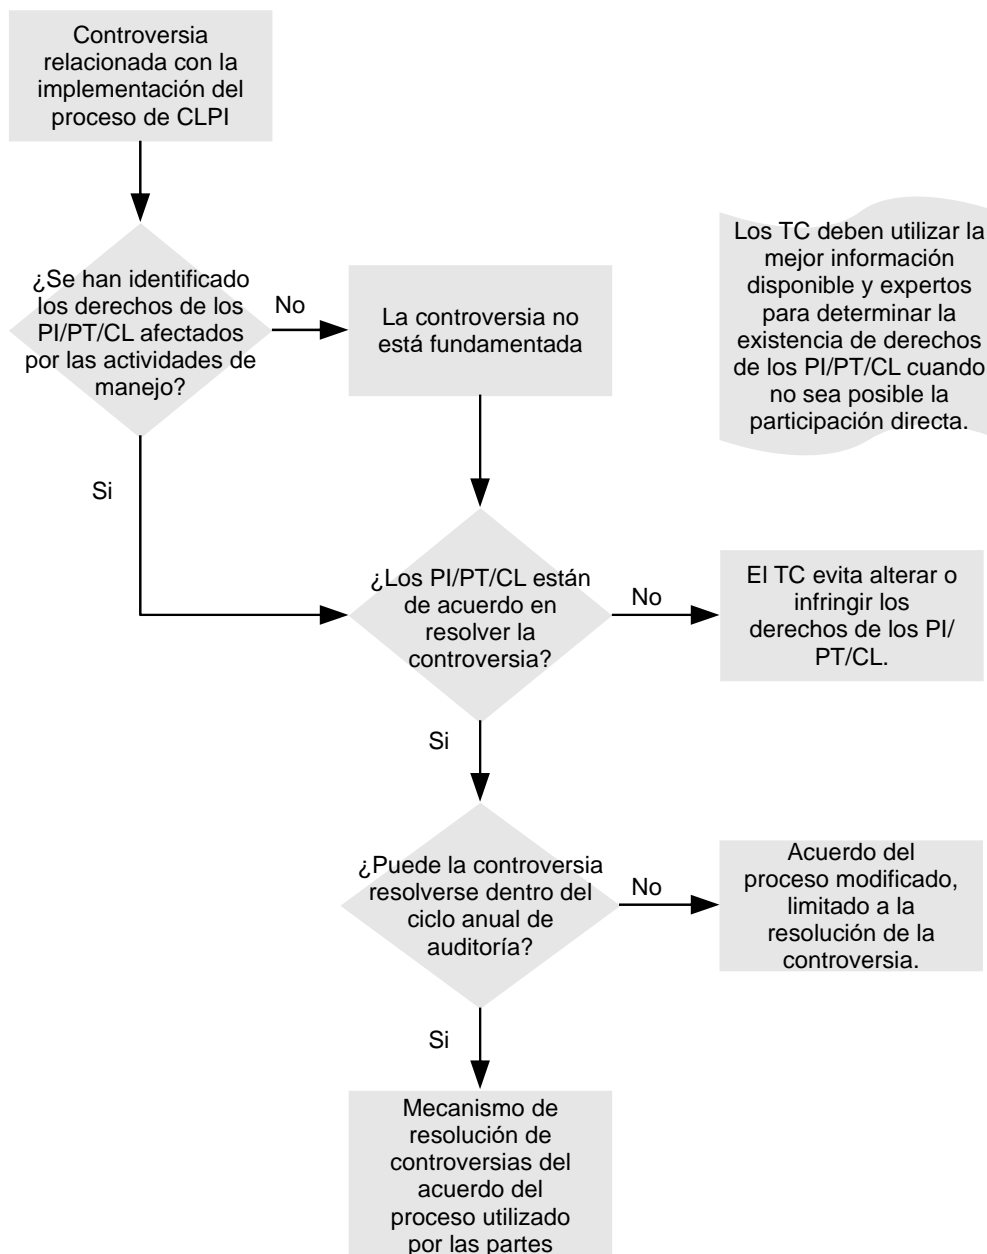 Controversia
relacionada con la
implementación del
proceso de CLPI
¿Se han identificado
los derechos de los
PI/PT/CL afectados
por las actividades de
manejo?
No
La controversia no
está fundamentada
Los TC deben utilizar la
mejor información
disponible y expertos
para determinar la
existencia de derechos
de los PI/PT/CL cuando
no sea posible la
participación directa.
Si
¿Los PI/PT/CL están
de acuerdo en
resolver la
controversia?
No
El TC evita alterar o
infringir los
derechos de los PI/
PT/CL.
Si
¿Puede la controversia
resolverse dentro del
ciclo anual de
auditoría?
No
Acuerdo del
proceso modificado,
limitado a la
resolución de la
controversia.
Si
Mecanismo de
resolución de
controversias del
acuerdo del
proceso utilizado
por las partes